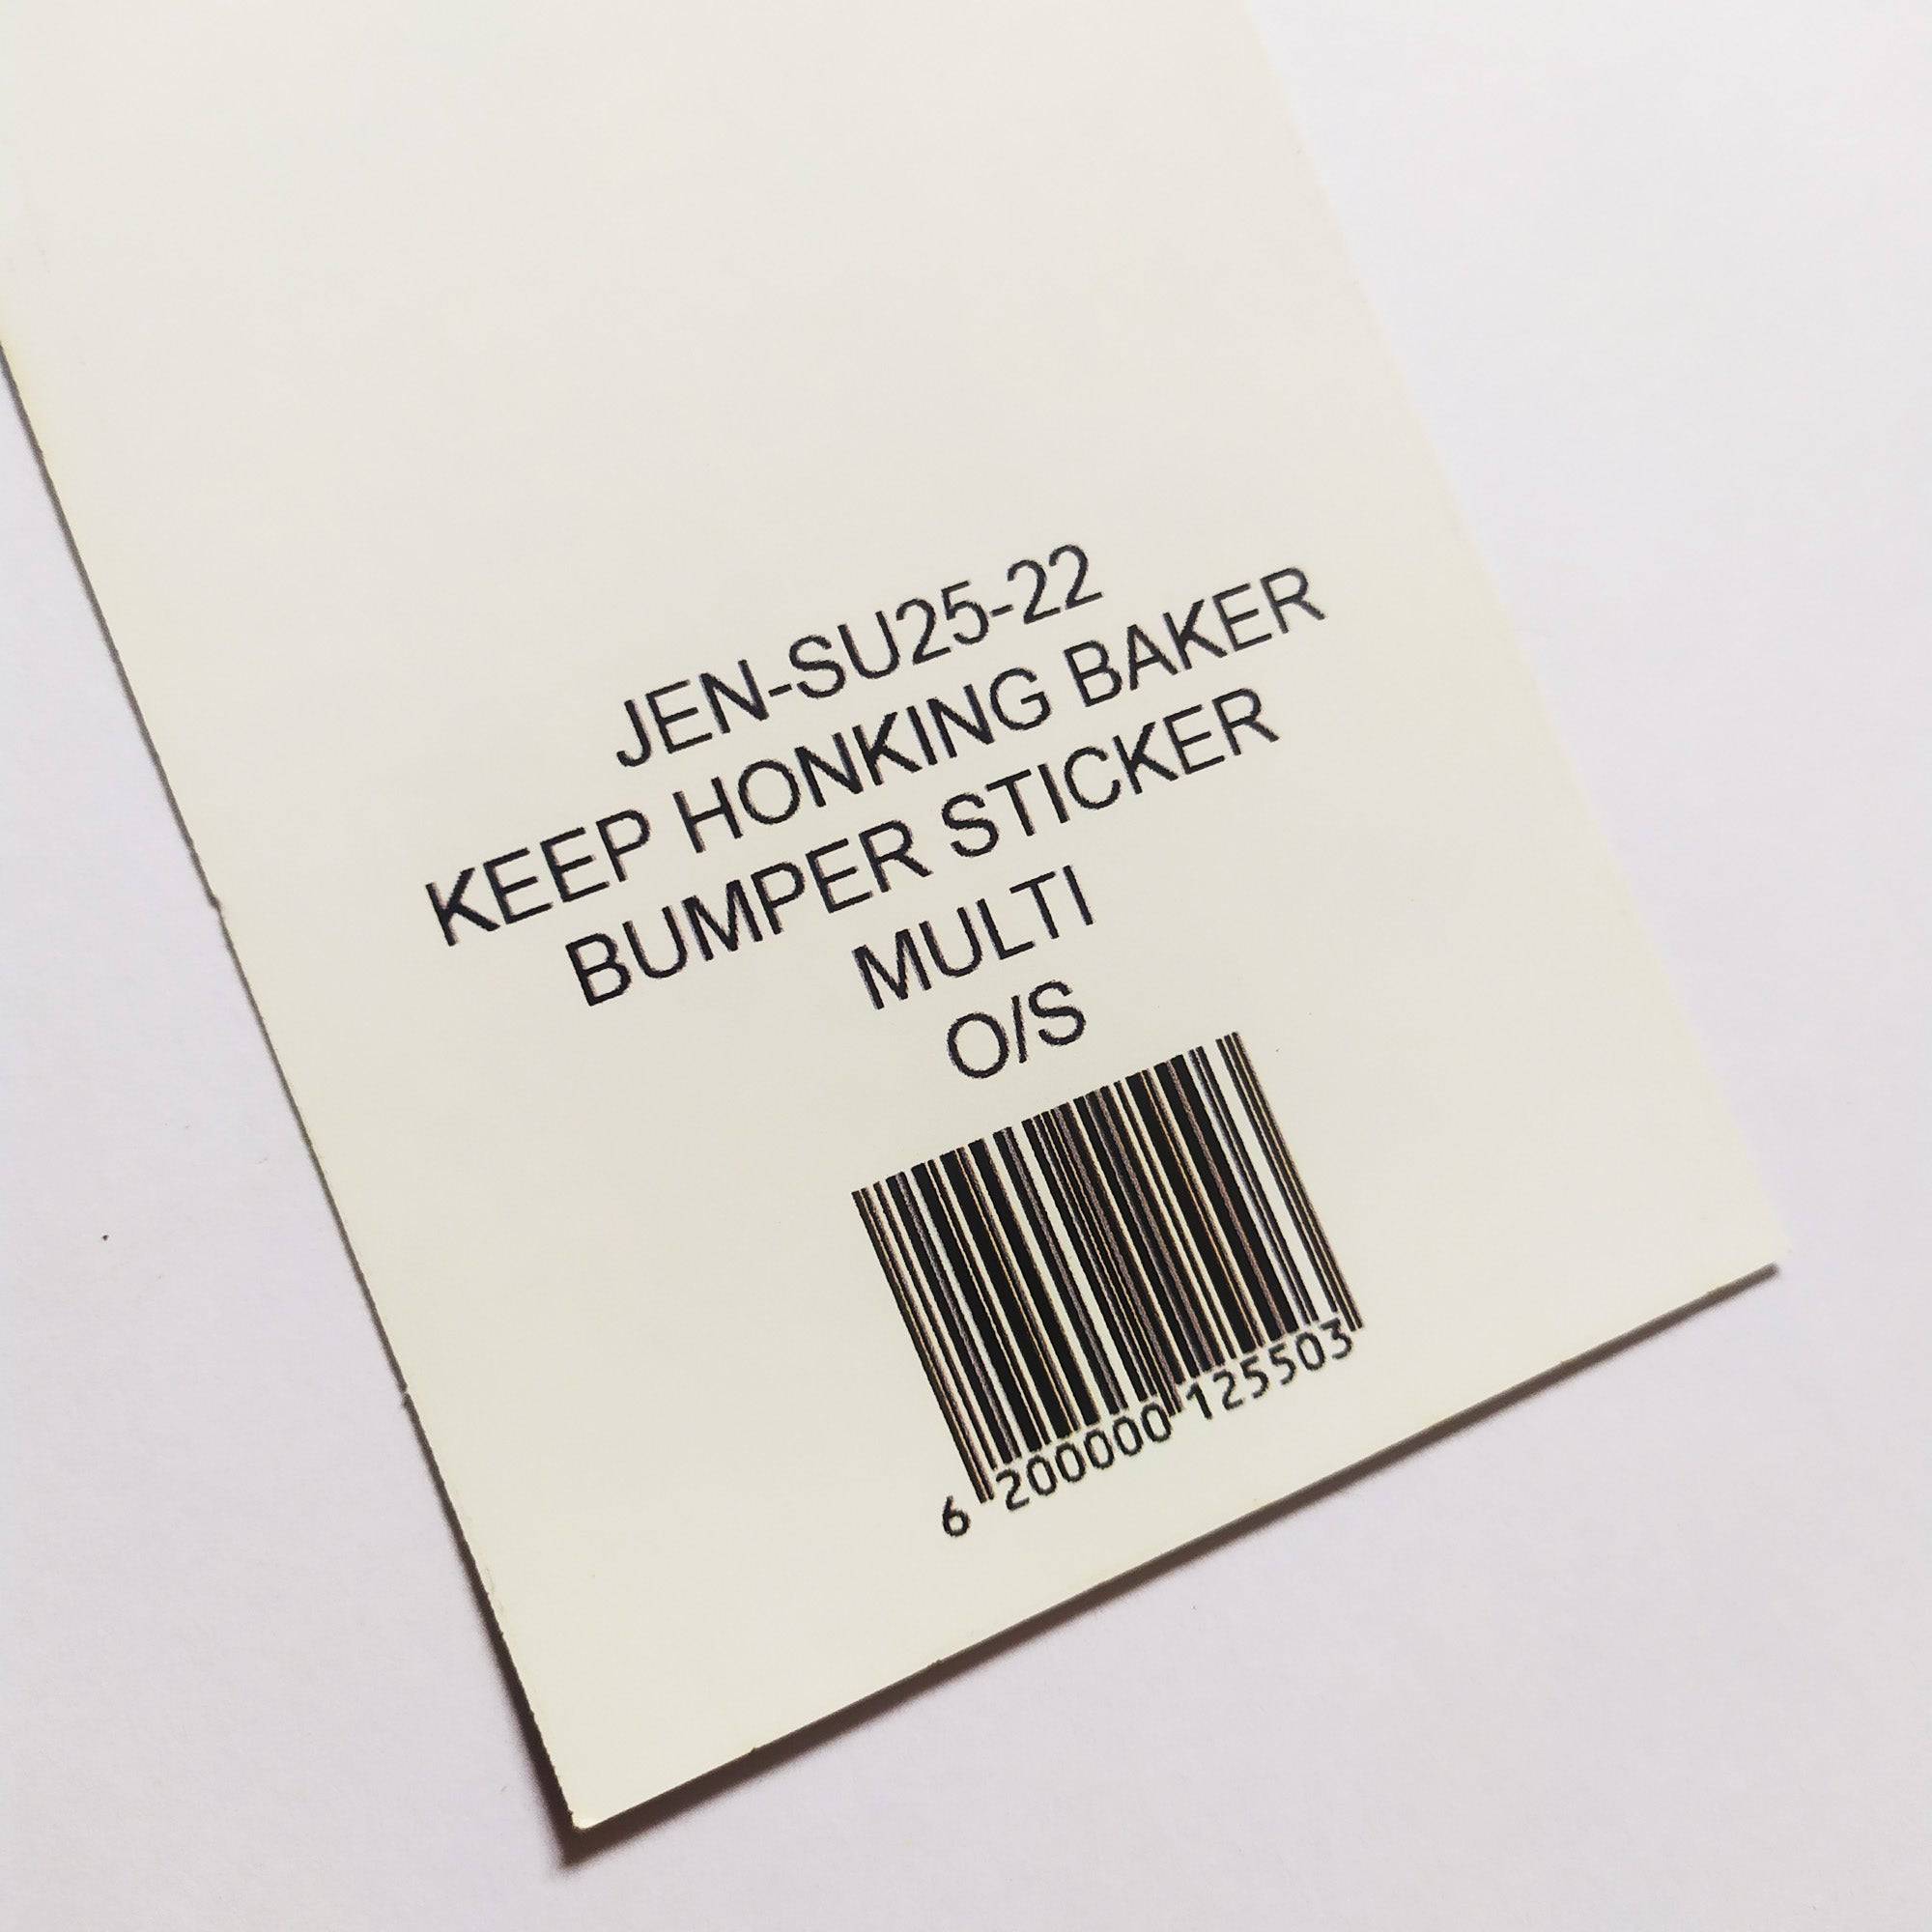 JEN-SU25-22
KEEP HONKING BAKER
BUMPER STICKER
MULTI
O/S
6 200000 125503